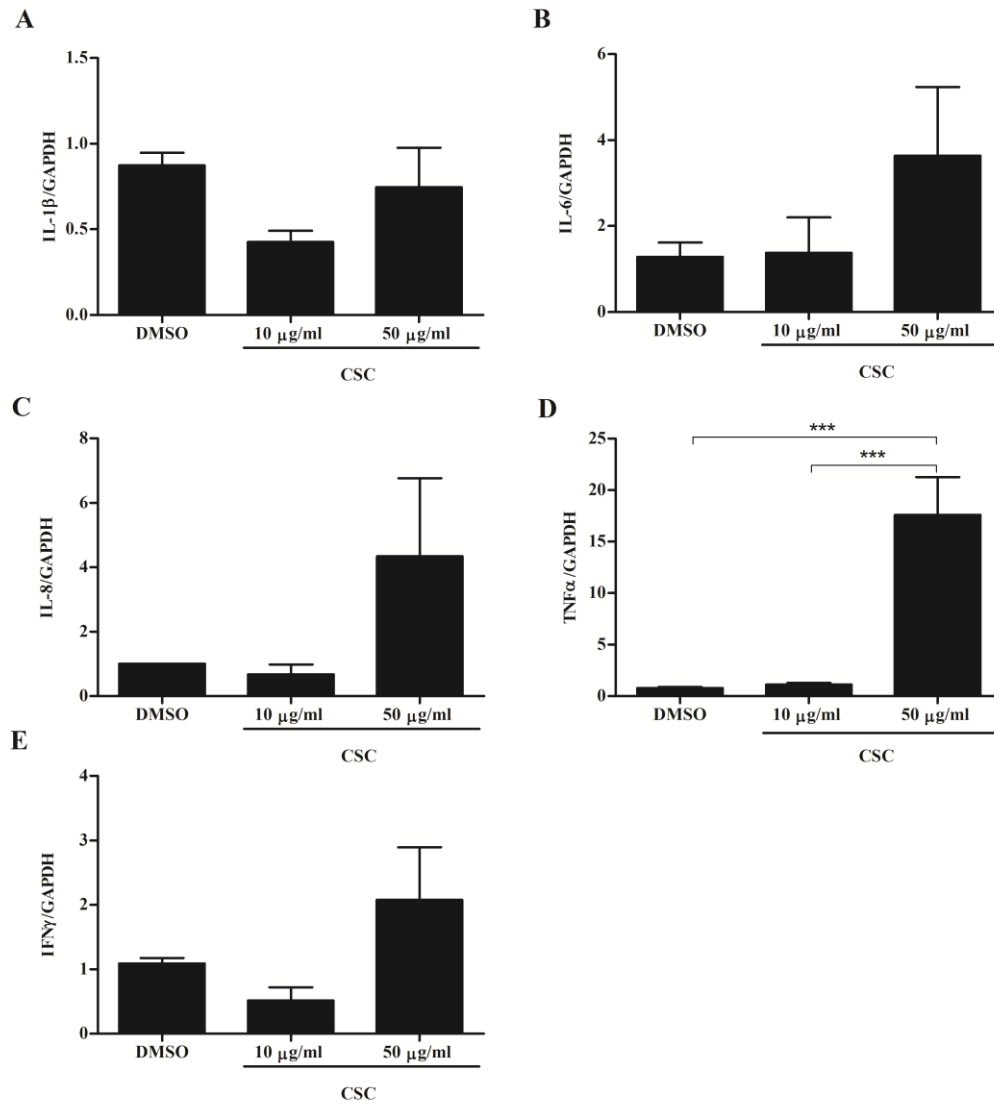 A
IL-1β/GAPDH
1.5
1.0
0.5
0.0
DMSO 10 μg/ml 50 μg/ml
CSC
B
IL-6/GAPDH
6
4
2
0
DMSO 10 μg/ml 50 μg/ml
CSC
C
IL-8/GAPDH
8
6
4
2
0
DMSO 10 μg/ml 50 μg/ml
CSC
D
TNFα/GAPDH
25
20
15
10
5
0
***
***
DMSO 10 μg/ml 50 μg/ml
CSC
E
IFNγ/GAPDH
4
3
2
1
0
DMSO 10 μg/ml 50 μg/ml
CSC